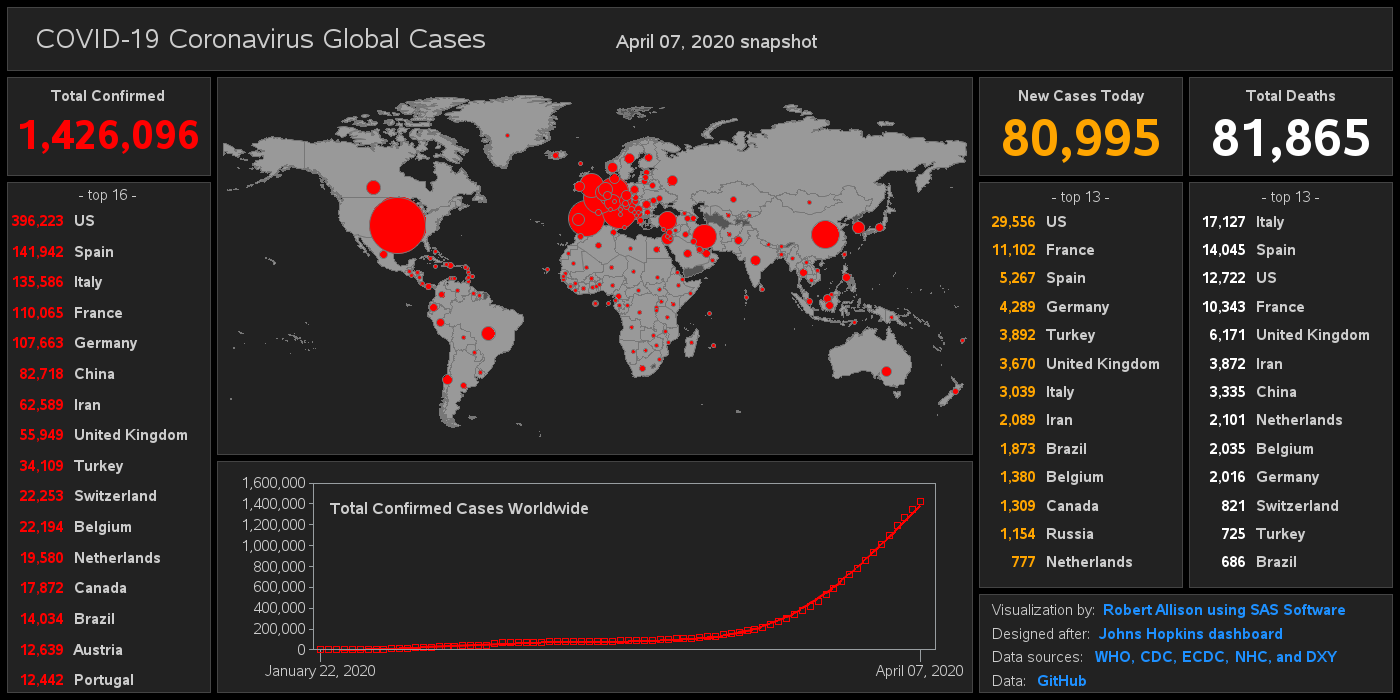 COVID-19 Coronavirus Global Cases
April 07, 2020 snapshot
Total Confirmed
1,426,096
- top 16 -
396,223 US
141,942 Spain
135,586 Italy
110,065 France
107,663 Germany
82,718 China
62,589 Iran
55,949 United Kingdom
34,109 Turkey
22,253 Switzerland
22,194 Belgium
19,580 Netherlands
17,872 Canada
14,034 Brazil
12,639 Austria
12,442 Portugal
1,600,000
1,400,000
1,200,000
1,000,000
800,000
600,000
400,000
200,000
0
Total Confirmed Cases Worldwide
January 22, 2020
April 07, 2020
New Cases Today
80,995
- top 13 -
29,556 US
11,102 France
5,267 Spain
4,289 Germany
3,892 Turkey
3,670 United Kingdom
3,039 Italy
2,089 Iran
1,873 Brazil
1,380 Belgium
1,309 Canada
1,154 Russia
777 Netherlands
Total Deaths
81,865
- top 13 -
17,127 Italy
14,045 Spain
12,722 US
10,343 France
6,171 United Kingdom
3,872 Iran
3,335 China
2,101 Netherlands
2,035 Belgium
2,016 Germany
821 Switzerland
725 Turkey
686 Brazil
Visualization by: Robert Allison using SAS Software
Designed after: Johns Hopkins dashboard
Data sources: WHO, CDC, ECDC, NHC, and DXY
Data: GitHub